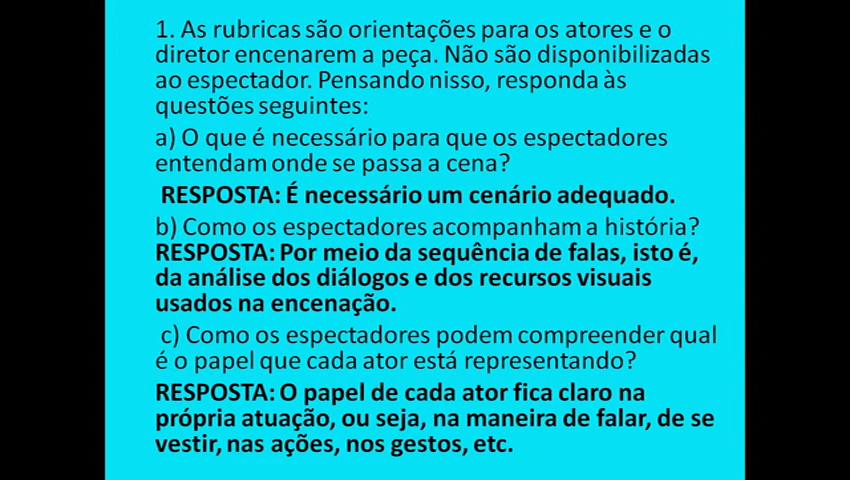 1. As rubricas são orientações para os atores e o
diretor encenarem a peça. Não são disponibilizadas
ao espectador. Pensando nisso, responda às
questões seguintes:
a) O que é necessário para que os espectadores
entendam onde se passa a cena?
RESPOSTA: É necessário um cenário adequado.
b) Como os espectadores acompanham a história?
RESPOSTA: Por meio da sequência de falas, isto é,
da análise dos diálogos e dos recursos visuais
usados na encenação.
c) Como os espectadores podem compreender qual
é o papel que cada ator está representando?
RESPOSTA: O papel de cada ator fica claro na
própria atuação, ou seja, na maneira de falar, de se
vestir, nas ações, nos gestos, etc.